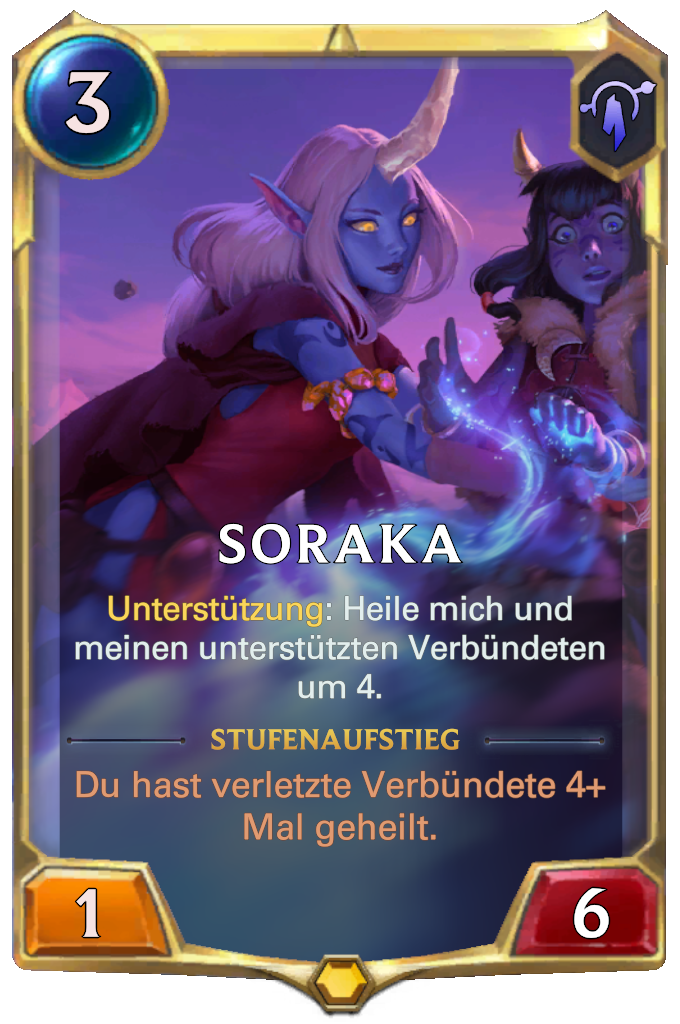 3
SORAKA
Unterstützung: Heile mich und
meinen unterstützten Verbündeten
um 4.
STUFENAUFSTIEG
Du hast verletzte Verbündete 4+
Mal geheilt.
1
6